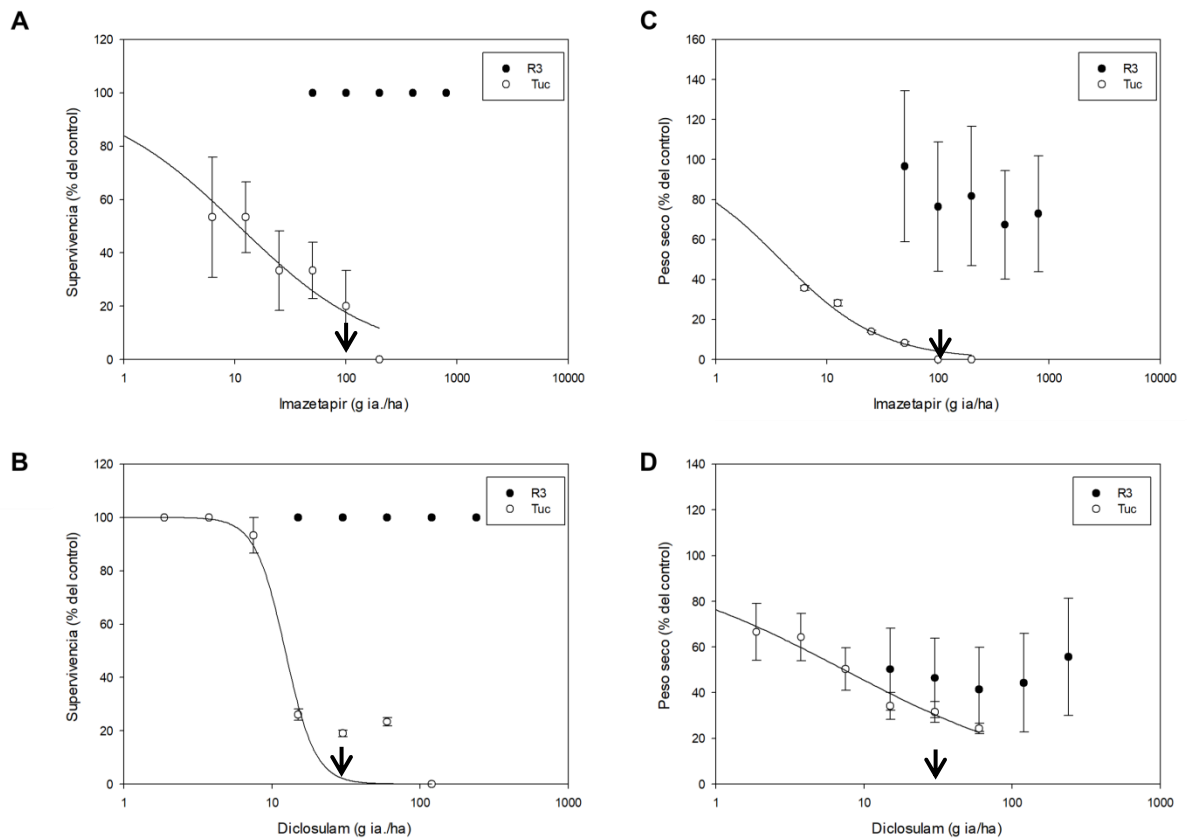 A
120
100
80
60
40
20
0
Supervivencia (% del control)
R3
Tuc
1
10
100
1000
10000
Imazetapir (g ia./ha)
C
160
140
120
100
80
60
40
20
0
Peso seco (% del control)
R3
Tuc
1
10
100
1000
10000
Imazetapir (g ia/ha)
B
120
100
80
60
40
20
0
Supervivencia (% del control)
R3
Tuc
1
10
100
1000
Diclosulam (g ia./ha)
D
140
120
100
80
60
40
20
0
Peso seco (% del control)
R3
Tuc
1
10
100
1000
Diclosulam (g ia/ha)